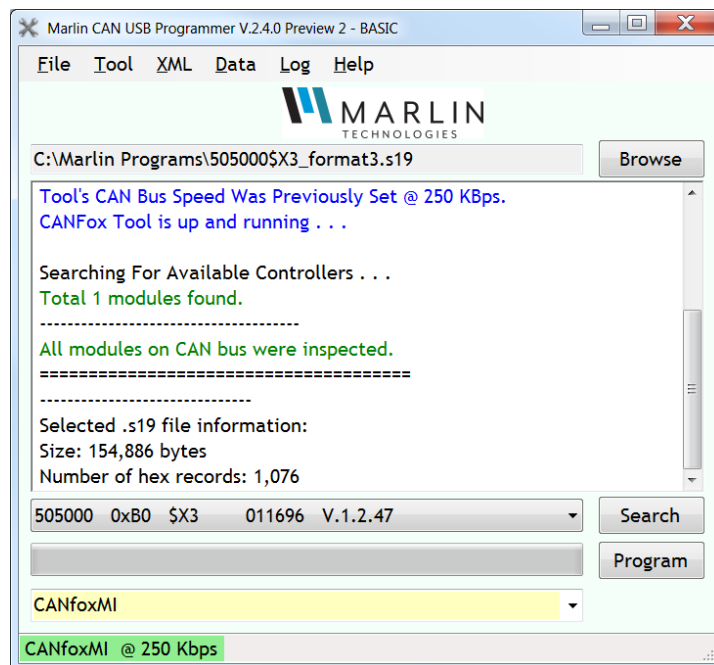 Marlin CAN USB Programmer V.2.4.0 Preview 2 - BASIC
File Tool XML Data Log Help
MARLIN
TECHNOLOGIES
C:\Marlin Programs\505000$X3_format3.s19 Browse
Tool's CAN Bus Speed Was Previously Set @ 250 KBps.
CANFox Tool is up and running . . .
Searching For Available Controllers . . .
Total 1 modules found.
--------------------------------------
All modules on CAN bus were inspected.
======================================
-------------------------------
Selected .s19 file information:
Size: 154,886 bytes
Number of hex records: 1,076
505000 0xB0 $X3 011696 V.1.2.47 Search
Program
CANfoxMI
CANfoxMI @ 250 Kbps